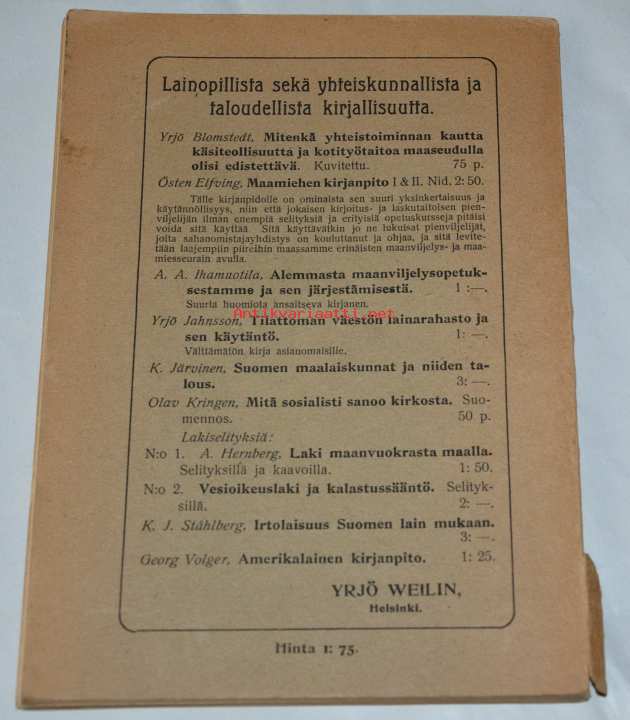 Lainopillista sekä yhteiskunnallista ja
taloudellista kirjallisuutta.
Yrjö Blomstedt, Mitenkä yhteistoiminnan kautta
käsiteollisuutta ja kotityötaitoa maaseudulla
olisi edistettävä. Kuvitettu. 75 p.
Östen Elfving, Maamiehen kirjanpito I & II. Nid. 2: 50.
Tälle kirjanpidolle on ominaista sen suuri yksinkertaisuus ja
käytännöllisyys, niin että jokaisen kirjoitus- ja laskutaitoisen pien-
viljelijän ilman enempiä selityksiä ja erityisiä opetuskursseja pitäisi
voida sitä käyttää. Sitä käyttävätkin jo ne lukuisat pienviljelijät,
joita sahanomistajayhdistys on kouluttanut ja ohjaa, ja sitä levite-
tään laajempiin piireihin maassamme erinäisten maanviljelys- ja maa-
miesseurain avulla.
A. A. Ihamuotila, Alemmasta maanviljelysopetuk-
sestamme ja sen järjestämisestä. 1 :—.
Suurta huomiota ansaitseva kirjanen.
Antikvariaatti.net
Yrjö Jahnsson, Tilattoman väestön lainarahasto ja
sen käytäntö. 1: —.
Välttämätön kirja asianomaisille.
K. Järvinen, Suomen maalaiskunnat ja niiden ta-
lous. 3: —.
Olav Kringen, Mitä sosialisti sanoo kirkosta. Suo-
mennos. 50 p.
Lakiselityksiä:
N:o 1. A. Hernberg, Laki maanvuokrasta maalla.
Selityksillä ja kaavoilla. 1: 50.
N:o 2. Vesioikeuslaki ja kalastussääntö. Selityk-
sillä. 2: —.
K. J. Ståhlberg, Irtolaisuus Suomen lain mukaan.
3: —.
Georg Volger, Amerikalainen kirjanpito. 1: 25.
YRJÖ WEILIN,
Helsinki.
Hinta 1: 75.